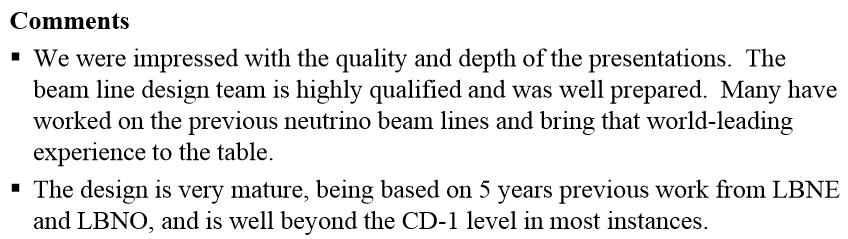 Comments
▪ We were impressed with the quality and depth of the presentations.  The
beam line design team is highly qualified and was well prepared.  Many have
worked on the previous neutrino beam lines and bring that world-leading
experience to the table.
▪ The design is very mature, being based on 5 years previous work from LBNE
and LBNO, and is well beyond the CD-1 level in most instances.